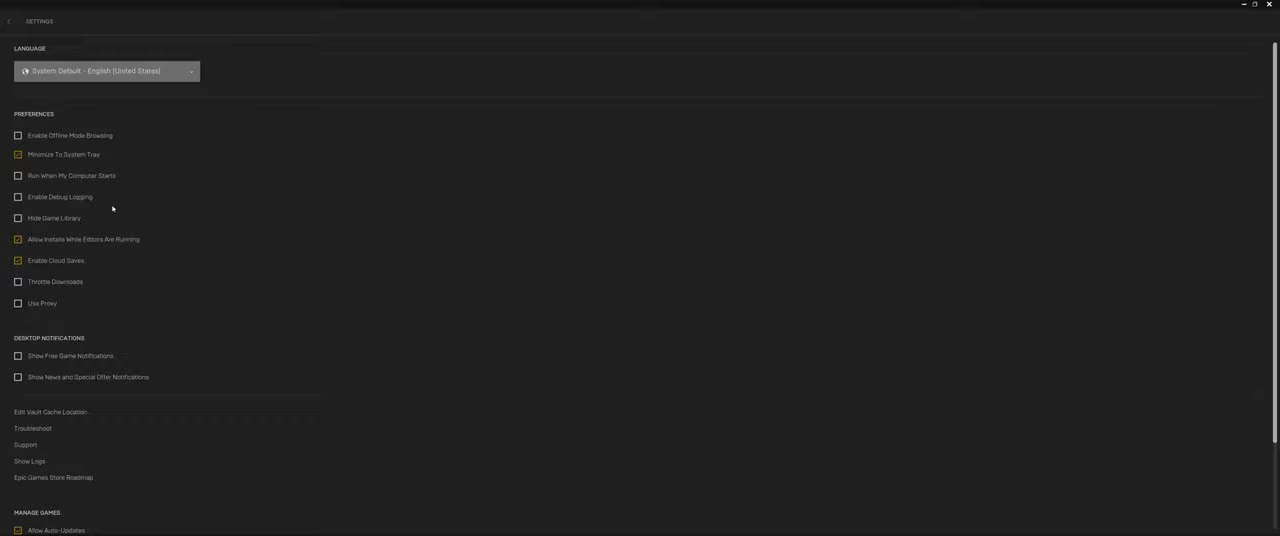 SETTINGS
LANGUAGE
System Default - English (United States)
PREFERENCES
Enable Offline Mode Browsing
Minimize To System Tray
Run When My Computer Starts
Enable Debug Logging
Hide Game Library
Allow Installs While Editors Are Running
Enable Cloud Saves
Throttle Downloads
Use Proxy
DESKTOP NOTIFICATIONS
Show Free Game Notifications
Show News and Special Offer Notifications
Edit Vault Cache Location
Troubleshoot
Support
Show Logs
Epic Games Store Roadmap
MANAGE GAMES
Allow Auto-Updates